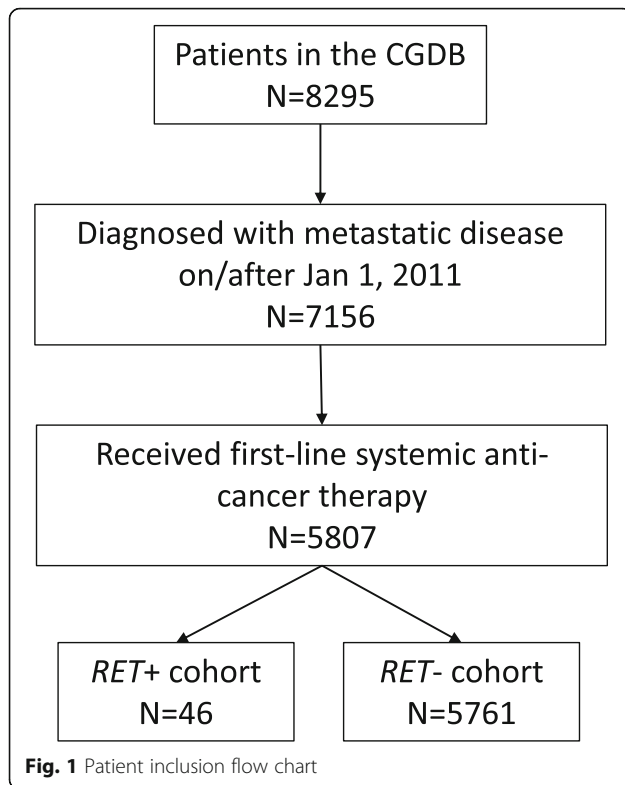 Patients in the CGDB
N=8295
Diagnosed with metastatic disease
on/after Jan 1, 2011
N=7156
Received first-line systemic anti-
cancer therapy
N=5807
RET+ cohort
N=46
RET- cohort
N=5761
Fig. 1 Patient inclusion flow chart